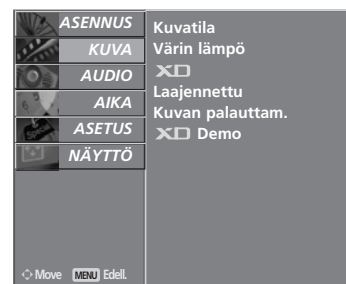 ASENNUS
KUVA
AUDIO
AIKA
ASETUS
NÄYTTÖ
Move MENU Edell.
Kuvatila
Värin lämpö
XD
Laajennettu
Kuvan palauttam.
XD Demo